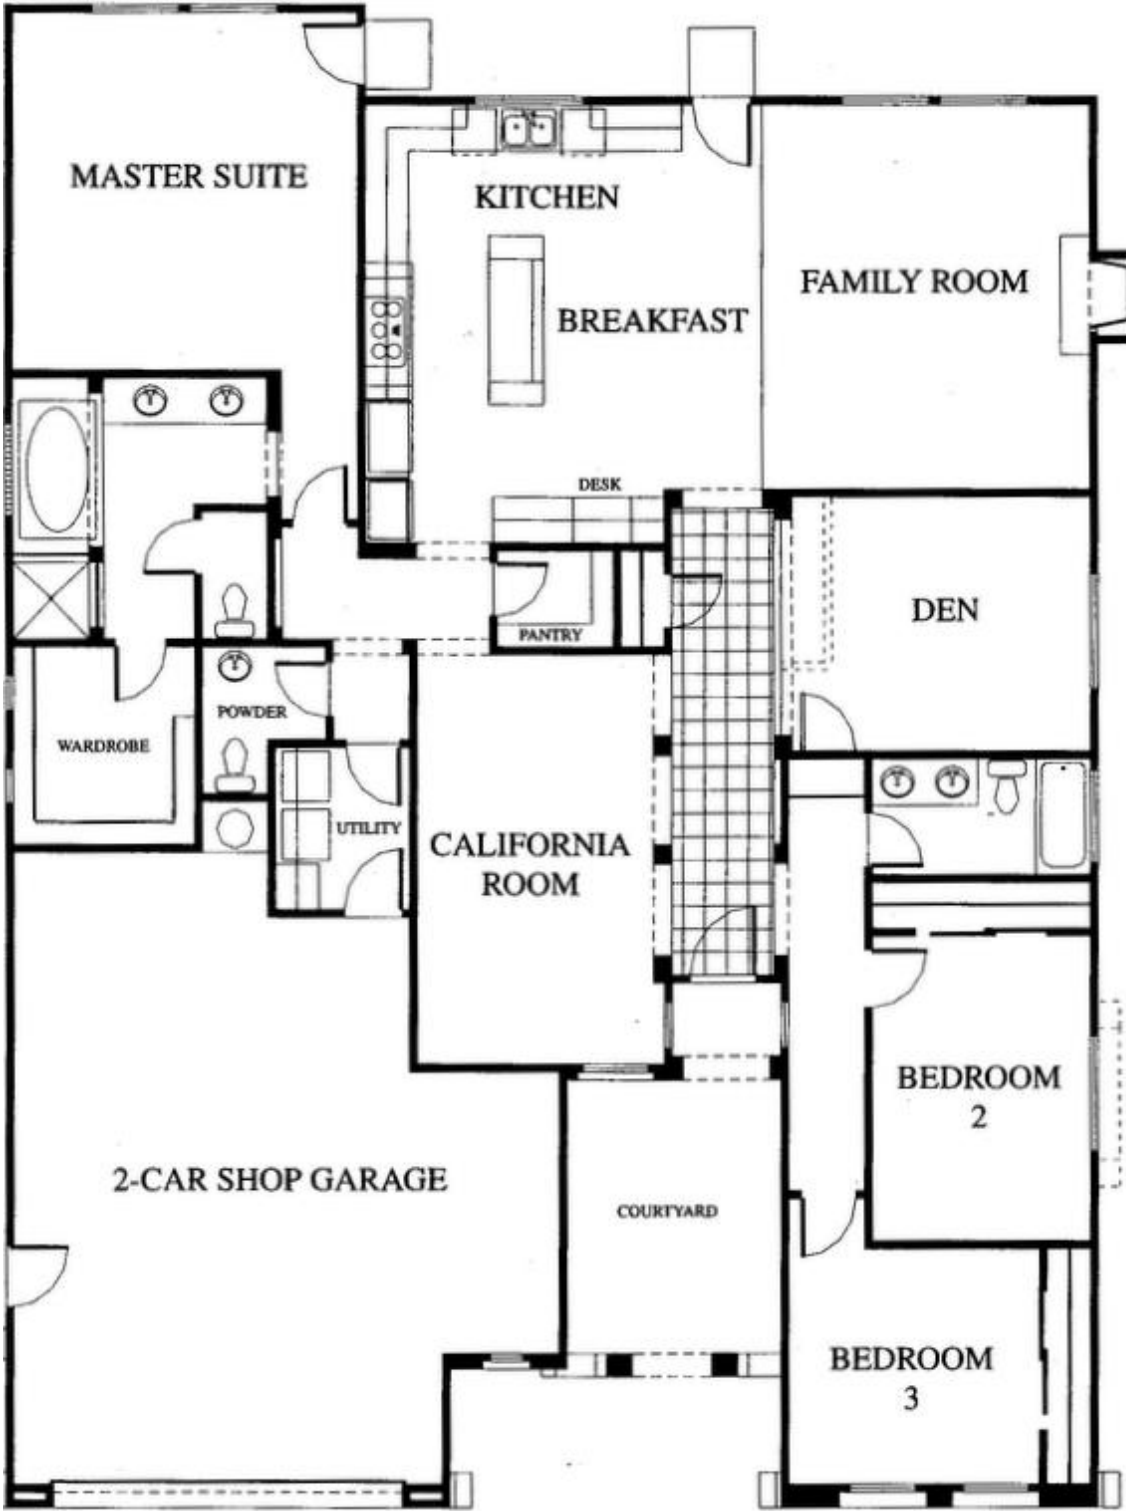 MASTER SUITE
KITCHEN
FAMILY ROOM
BREAKFAST
DESK
DEN
PANTRY
POWDER
WARDROBE
UTILITY
CALIFORNIA
ROOM
BEDROOM
2
2-CAR SHOP GARAGE
COURTYARD
BEDROOM
3